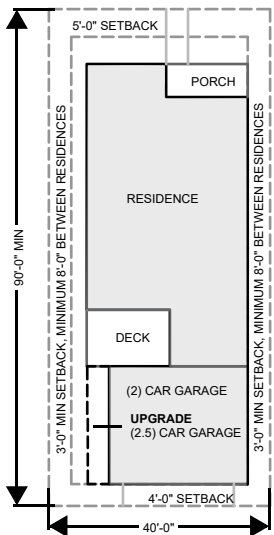 5'-0" SETBACK
PORCH
3'-0" MIN SETBACK, MINIMUM 8'-0" BETWEEN RESIDENCES
3'-0" MIN SETBACK, MINIMUM 8'-0" BETWEEN RESIDENCES
RESIDENCE
90'-0" MIN
DECK
(2) CAR GARAGE
UPGRADE
(2.5) CAR GARAGE
4'-0" SETBACK
40'-0"